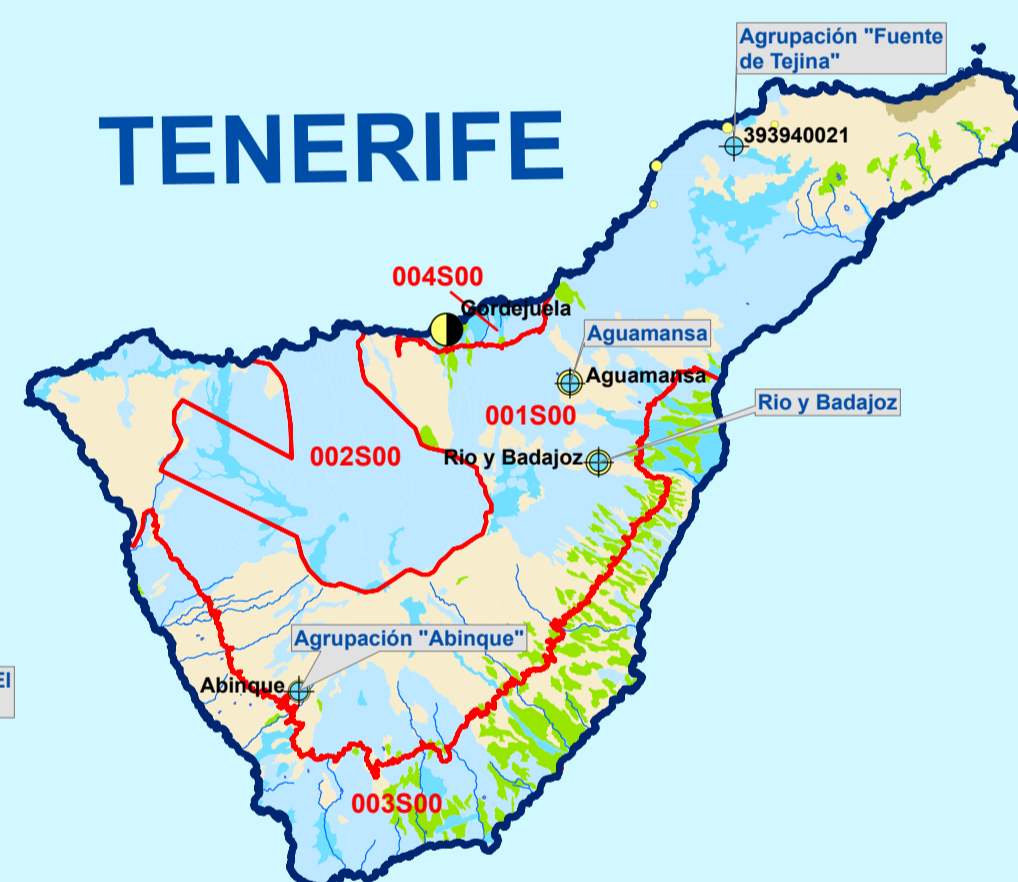 Agrupación "Fuente
de Tejina"
TENERIFE
393940021
004S00
Gordejuela
Aguamansa
Aguamansa
Rio y Badajoz
001S00
Rio y Badajoz
002S00
Agrupación "Abinque"
El
Abinque
003S00